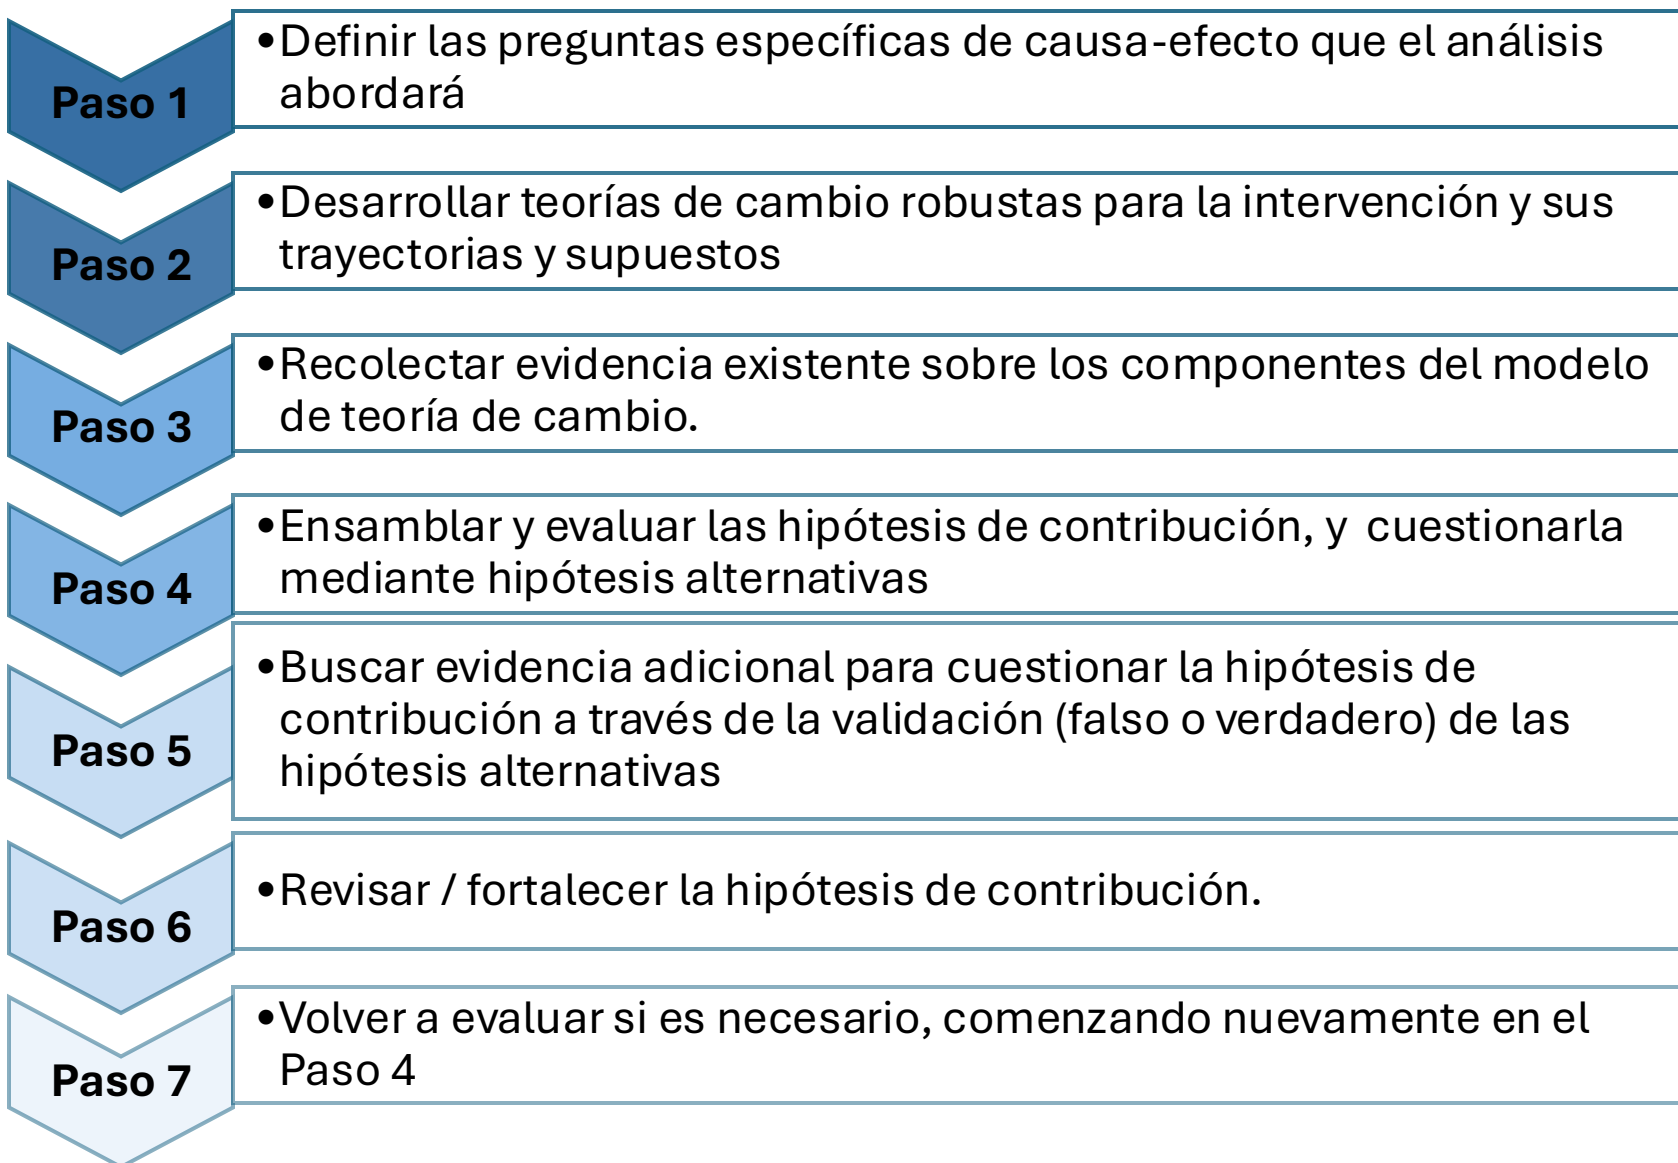 Paso 1
•Definir las preguntas específicas de causa-efecto que el análisis
abordará
Paso 2
•Desarrollar teorías de cambio robustas para la intervención y sus
trayectorias y supuestos
Paso 3
•Recolectar evidencia existente sobre los componentes del modelo
de teoría de cambio.
Paso 4
•Ensamblar y evaluar las hipótesis de contribución, y cuestionarla
mediante hipótesis alternativas
Paso 5
•Buscar evidencia adicional para cuestionar la hipótesis de
contribución a través de la validación (falso o verdadero) de las
hipótesis alternativas
Paso 6
•Revisar / fortalecer la hipótesis de contribución.
Paso 7
•Volver a evaluar si es necesario, comenzando nuevamente en el
Paso 4